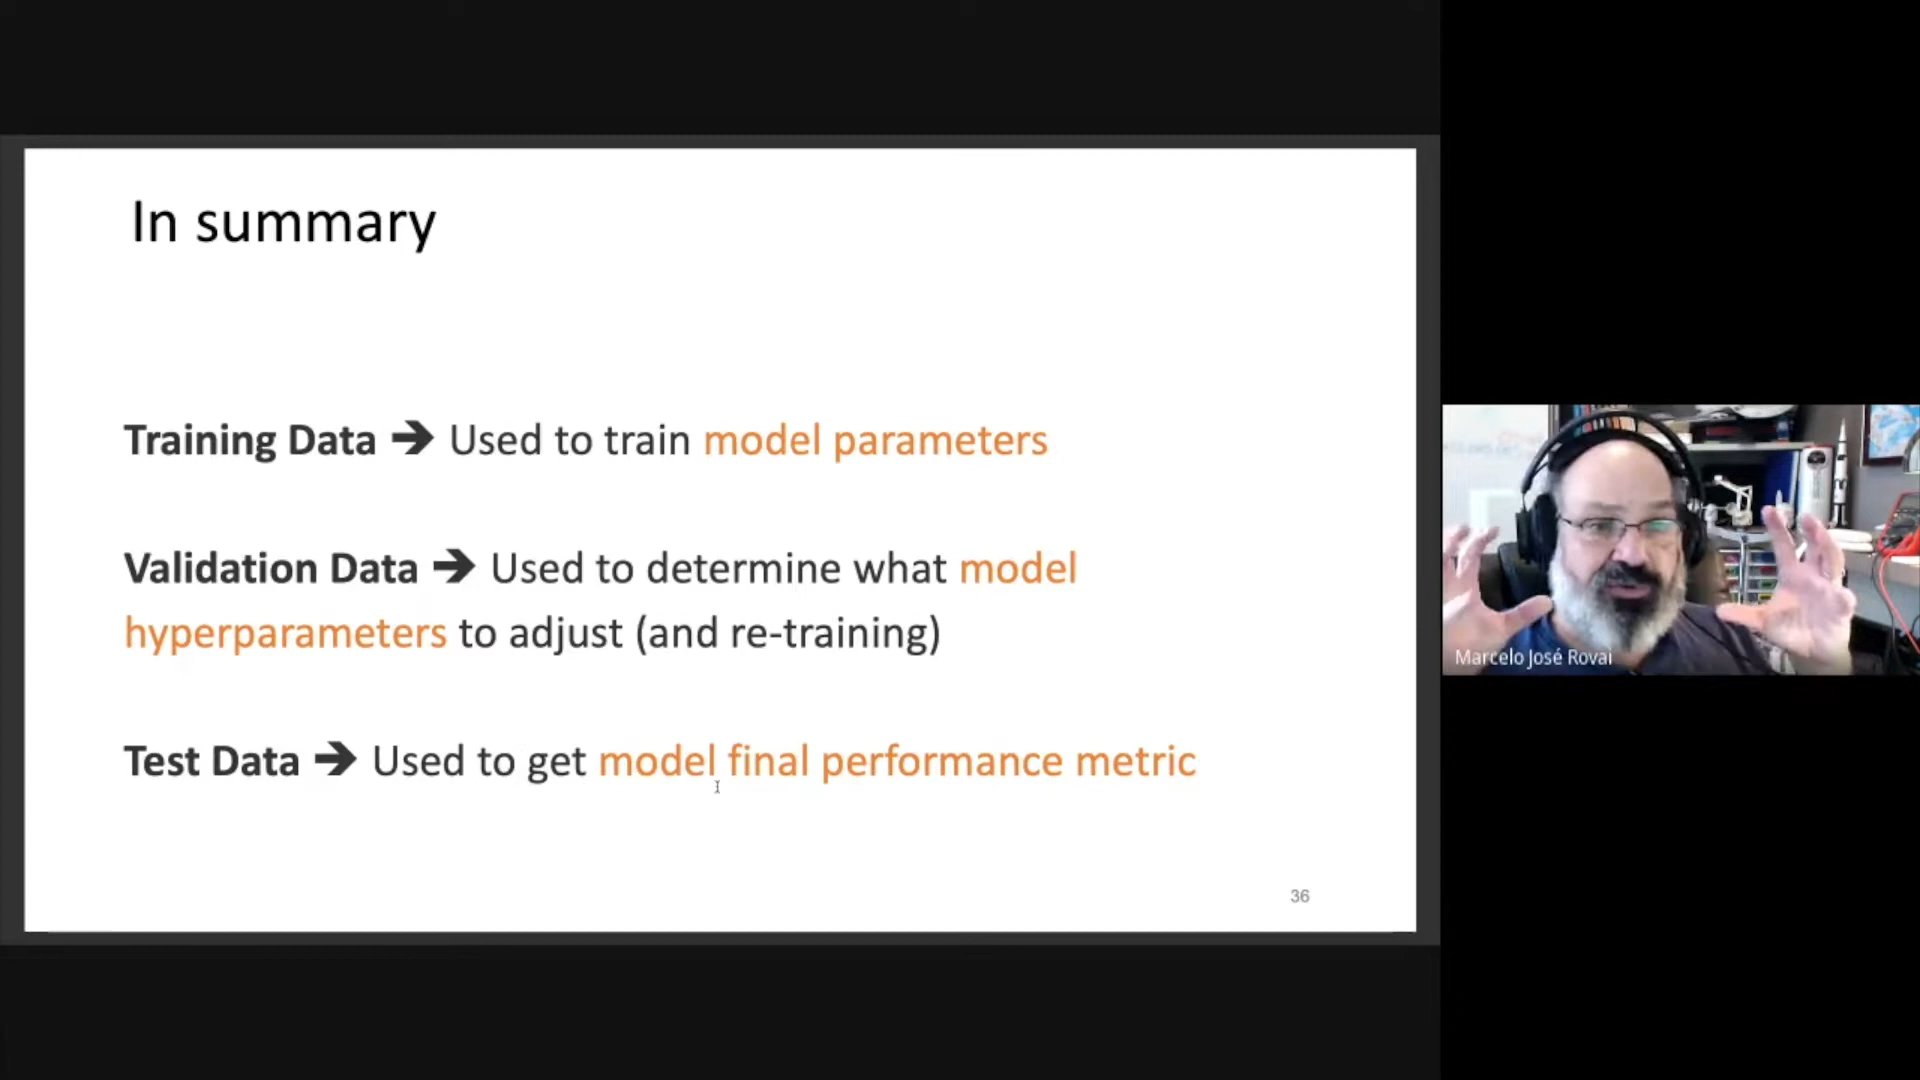 In summary
Training Data ➔ Used to train model parameters
Validation Data ➔ Used to determine what model
hyperparameters to adjust (and re-training)
Test Data ➔ Used to get model final performance metric
36
Marcelo José Rovai